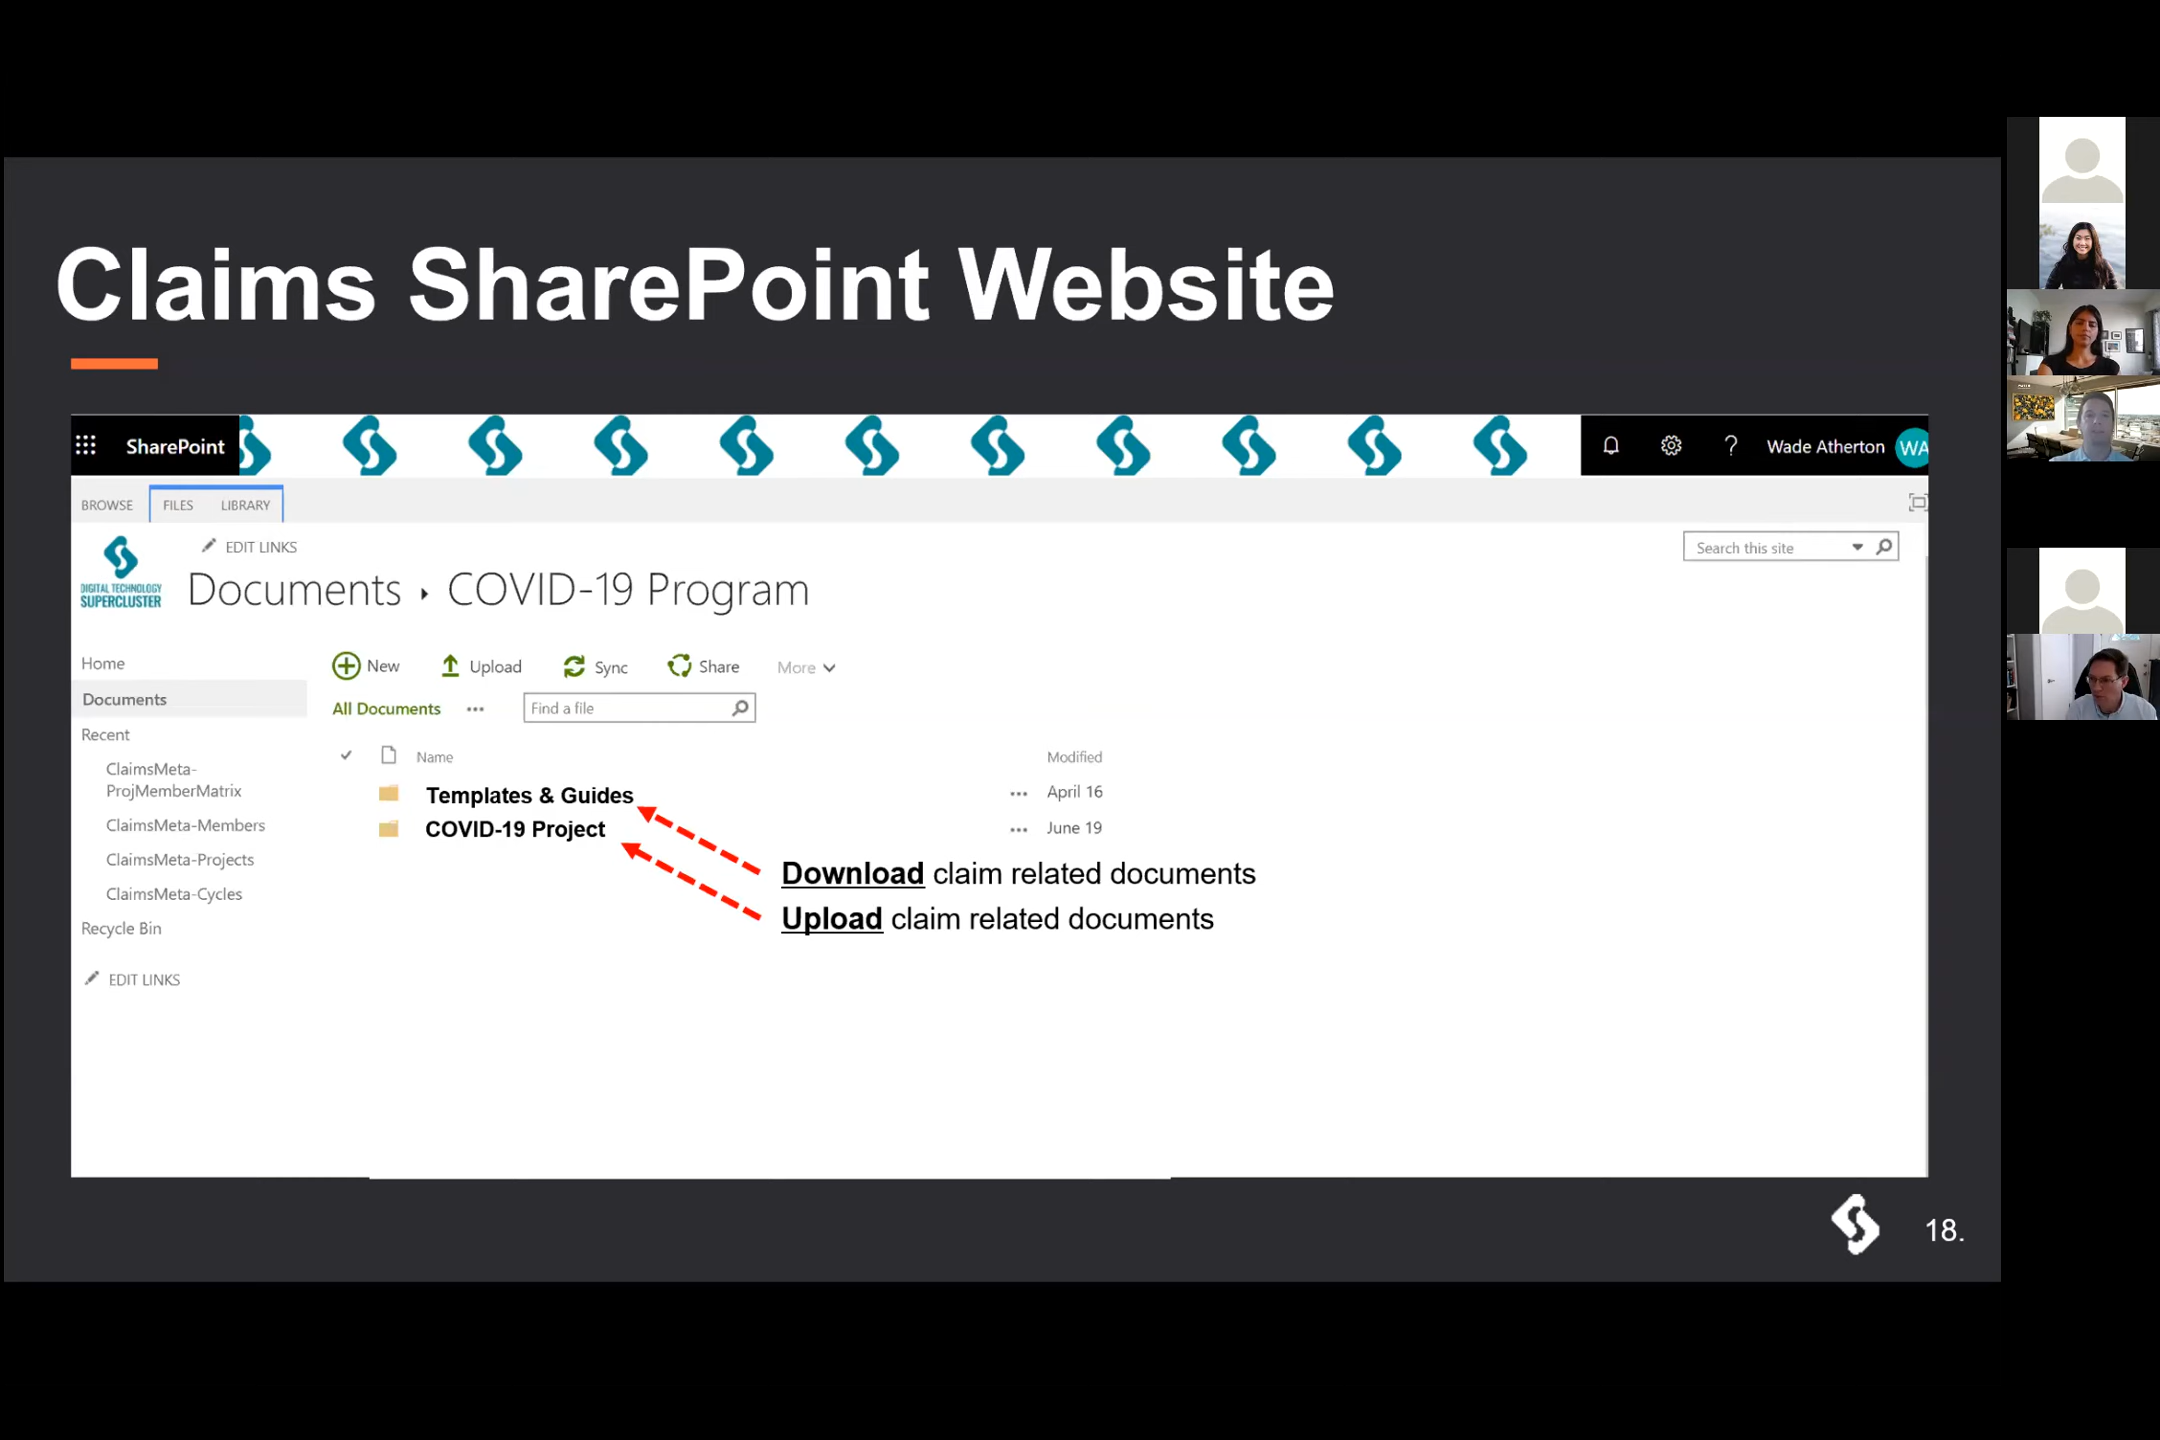 Claims SharePoint Website
SharePoint
? Wade Atherton WA
BROWSE FILES LIBRARY
EDIT LINKS
Search this site
DIGITAL TECHNOLOGY
SUPERCLUSTER
Documents ▸ COVID-19 Program
Home
Documents
Recent
ClaimsMeta-
ProjMemberMatrix
ClaimsMeta-Members
ClaimsMeta-Projects
ClaimsMeta-Cycles
Recycle Bin
EDIT LINKS
New Upload Sync Share More
All Documents ... Find a file
Name Modified
Templates & Guides ... April 16
COVID-19 Project ... June 19
Download claim related documents
Upload claim related documents
18.